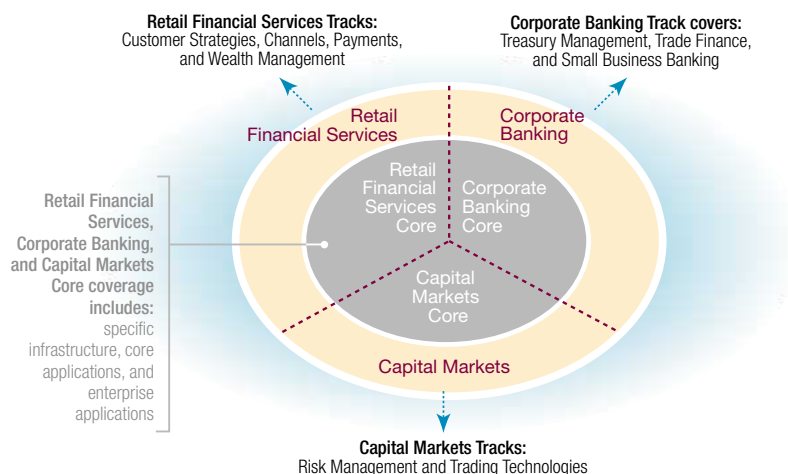 Retail Financial Services Tracks:
Customer Strategies, Channels, Payments,
and Wealth Management
Corporate Banking Track covers:
Treasury Management, Trade Finance,
and Small Business Banking
Retail
Financial Services
Corporate
Banking
Retail
Financial
Services
Core
Corporate
Banking
Core
Capital
Markets
Core
Retail Financial
Services,
Corporate Banking,
and Capital Markets
Core coverage
includes:
specific
infrastructure, core
applications, and
enterprise
applications
Capital Markets
Capital Markets Tracks:
Risk Management and Trading Technologies